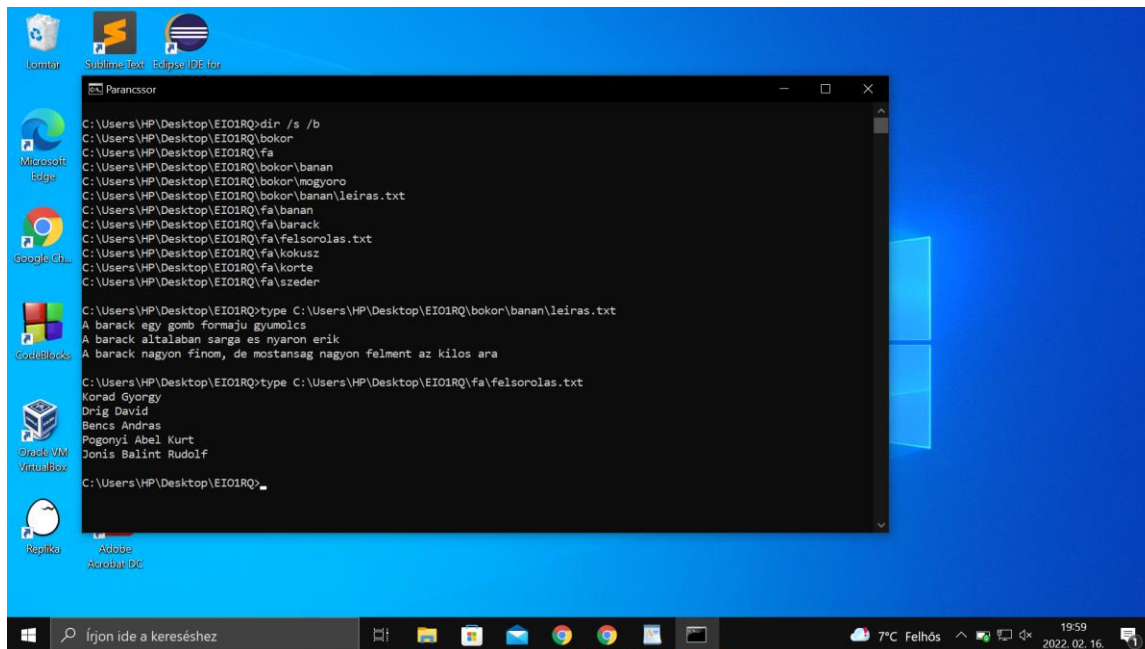 Lomtár
Sublime Text
Eclipse IDE for
Parancssor
C:\Users\HP\Desktop\EIO1RQ>dir /s /b
C:\Users\HP\Desktop\EIO1RQ\bokor
C:\Users\HP\Desktop\EIO1RQ\fa
C:\Users\HP\Desktop\EIO1RQ\bokor\banan
C:\Users\HP\Desktop\EIO1RQ\bokor\mogyoro
C:\Users\HP\Desktop\EIO1RQ\bokor\banan\leiras.txt
C:\Users\HP\Desktop\EIO1RQ\fa\banan
C:\Users\HP\Desktop\EIO1RQ\fa\barack
C:\Users\HP\Desktop\EIO1RQ\fa\felsorolas.txt
C:\Users\HP\Desktop\EIO1RQ\fa\kokusz
C:\Users\HP\Desktop\EIO1RQ\fa\korte
C:\Users\HP\Desktop\EIO1RQ\fa\szeder
C:\Users\HP\Desktop\EIO1RQ>type C:\Users\HP\Desktop\EIO1RQ\bokor\banan\leiras.txt
A barack egy gomb formaju gyumolcs
A barack altalaban sarga es nyaron erik
A barack nagyon finom, de mostansag nagyon felment az kilos ara
C:\Users\HP\Desktop\EIO1RQ>type C:\Users\HP\Desktop\EIO1RQ\fa\felsorolas.txt
Korad Gyorgy
Drig David
Bencs Andras
Pogonyi Abel Kurt
Jonis Balint Rudolf
C:\Users\HP\Desktop\EIO1RQ>
Microsoft
Edge
Google Ch...
CodeBlocks
Oracle VM
VirtualBox
Replika
Adobe
Acrobat DC
Írjon ide a kereséshez
7°C Felhős
19:59
2022. 02. 16.
1